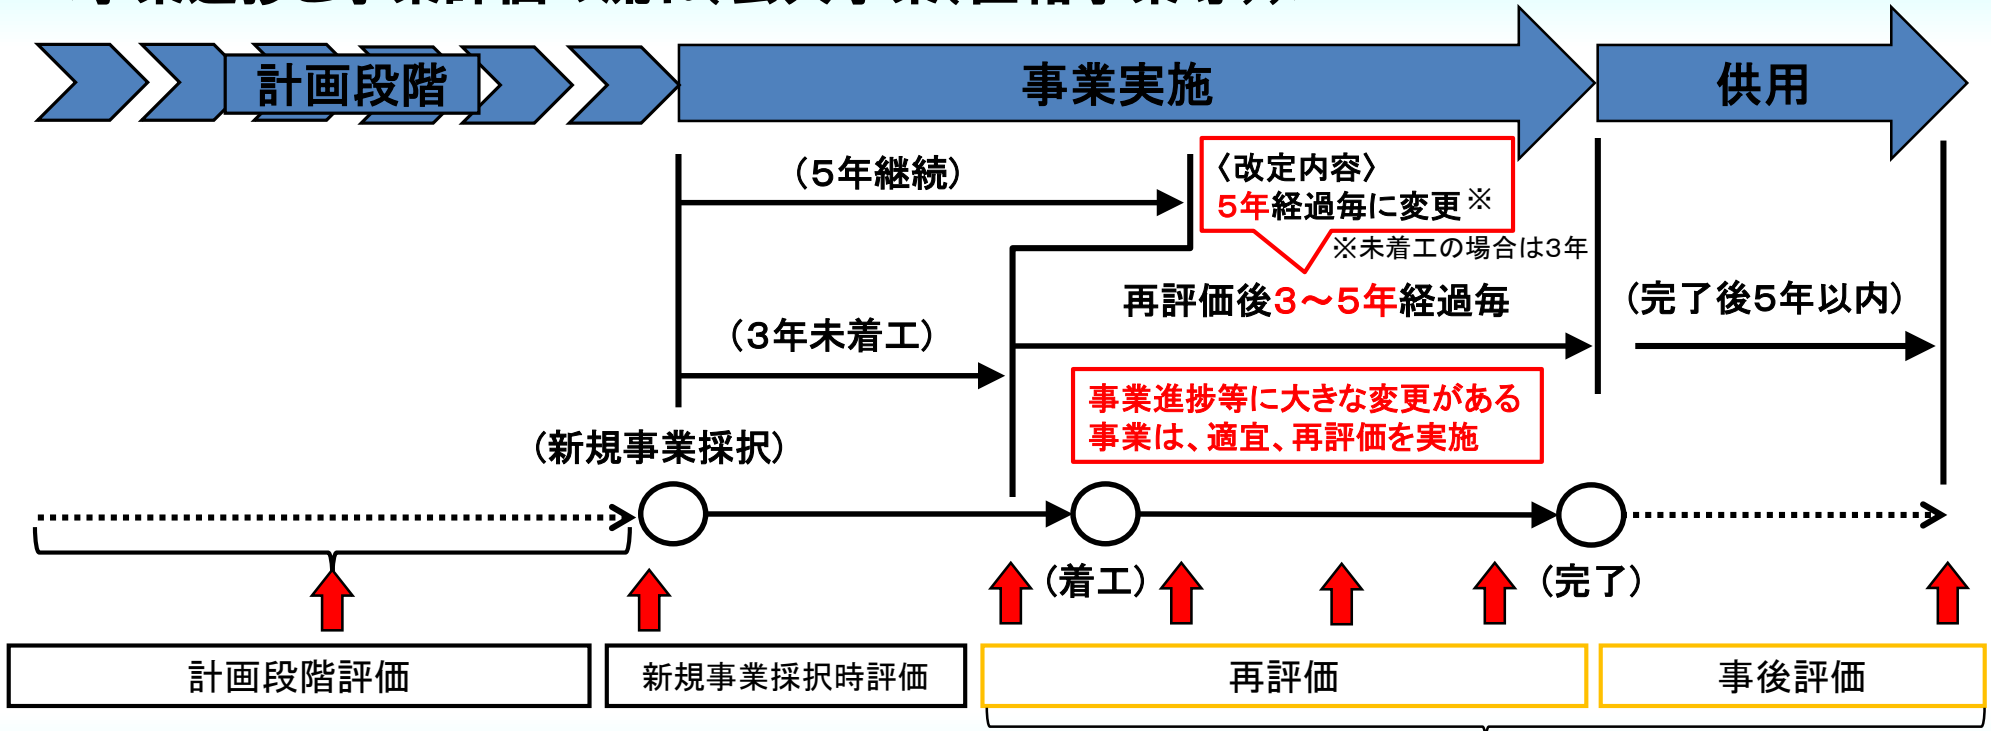 計画段階
事業実施
供用
（5年継続）
〈改定内容〉
5年経過毎に変更※
※未着工の場合は3年
再評価後3～5年経過毎
（完了後5年以内）
（3年未着工）
事業進捗等に大きな変更がある
事業は、適宜、再評価を実施
（新規事業採択）
（着工）
（完了）
計画段階評価
新規事業採択時評価
再評価
事後評価